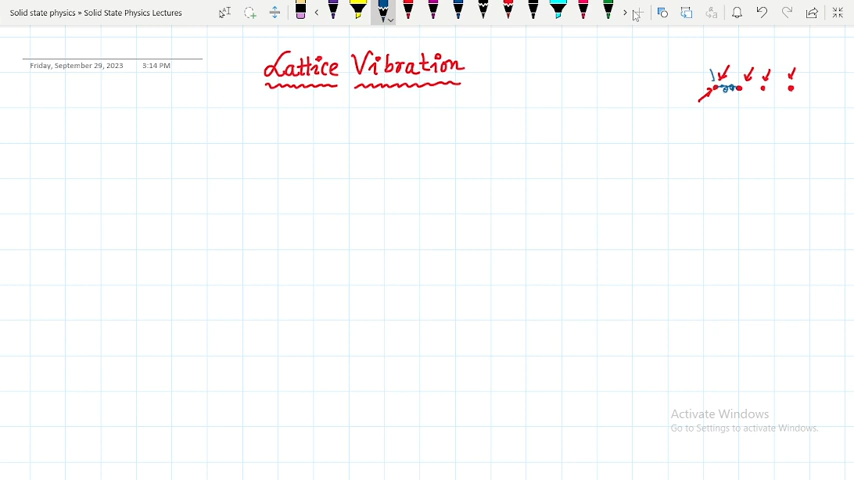 Solid state physics » Solid State Physics Lectures
Friday, September 29, 2023 3:14 PM
Lattice Vibration
Activate Windows
Go to Settings to activate Windows.